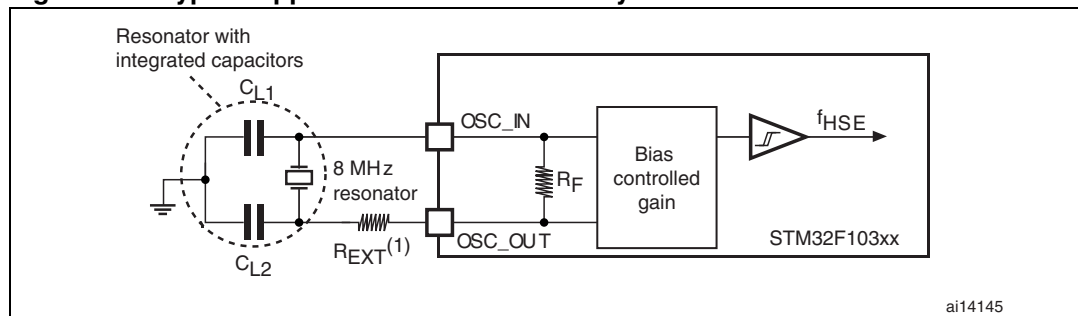 Resonator with
integrated capacitors
CL1
OSC_IN
fHSE
8 MHz
resonator
RF
Bias
controlled
gain
OSC_OUT
STM32F103xx
REXT(1)
CL2
ai14145